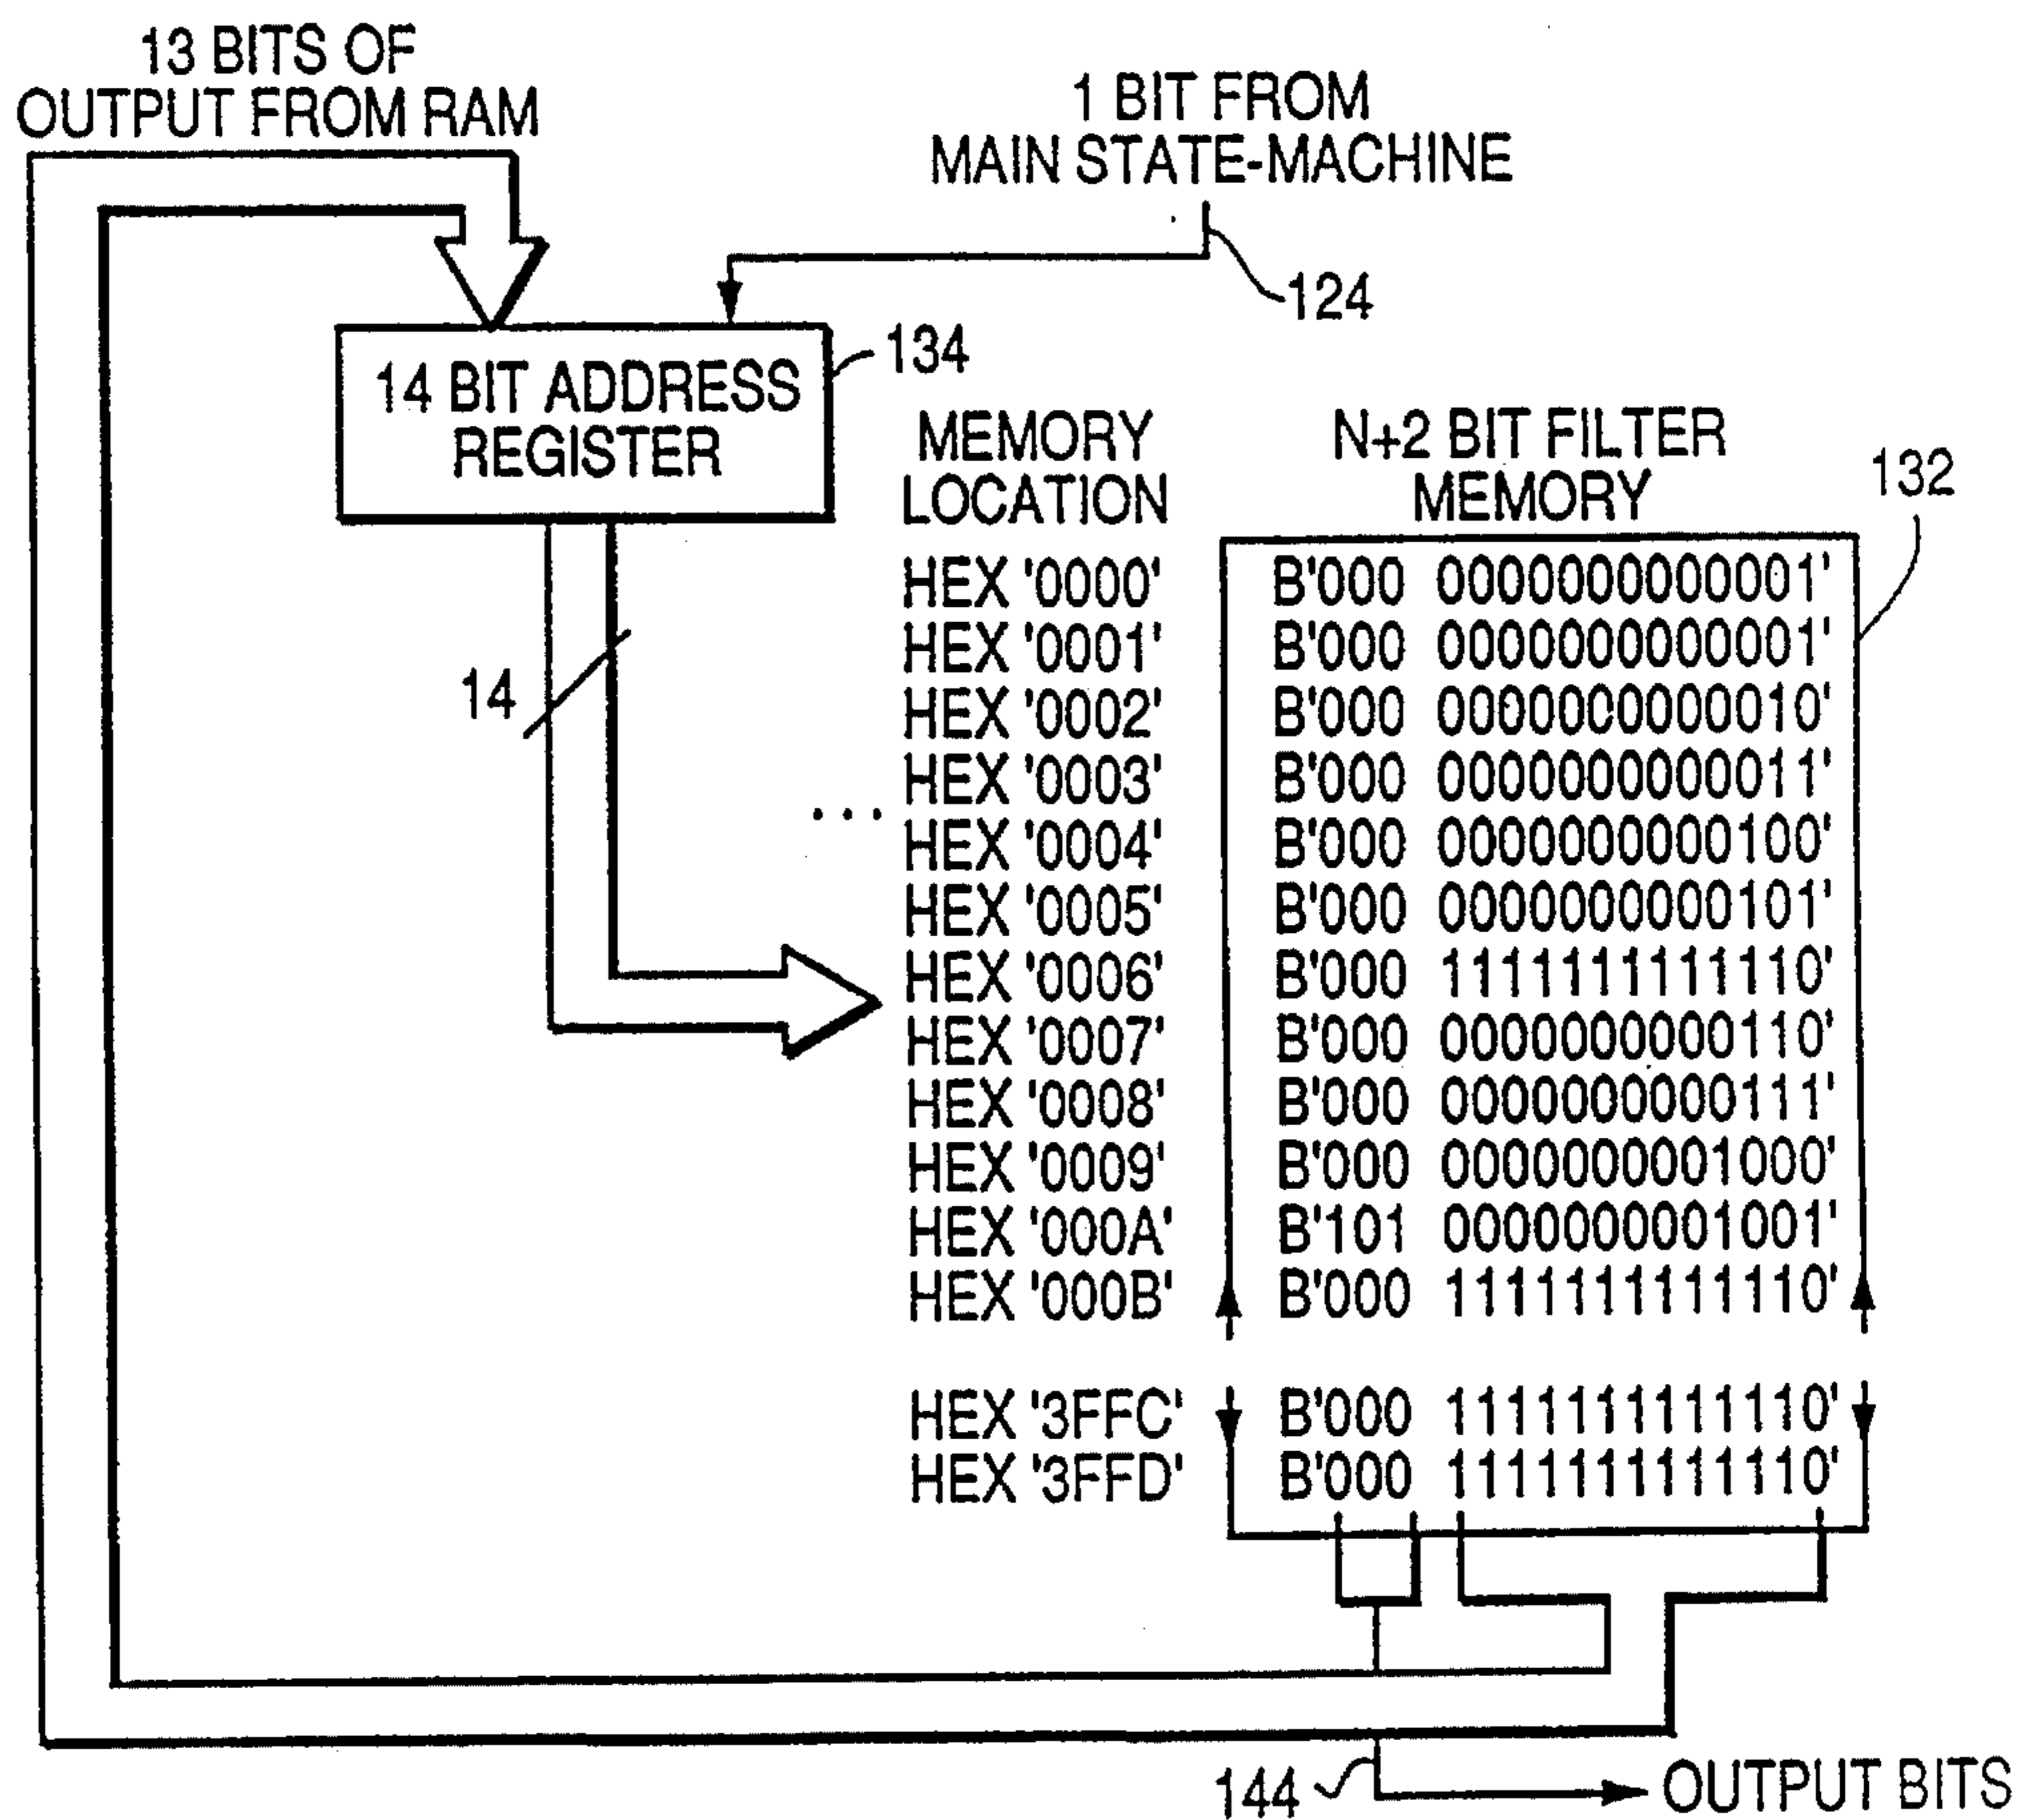 13 BITS OF
OUTPUT FROM RAM
1 BIT FROM
MAIN STATE-MACHINE
124
134
14 BIT ADDRESS
REGISTER
MEMORY
LOCATION
N+2 BIT FILTER
MEMORY
132
14
...
HEX '0000' B'000 0000000000001'
HEX '0001' B'000 0000000000001'
HEX '0002' B'000 0000000000010'
HEX '0003' B'000 0000000000011'
HEX '0004' B'000 0000000000100'
HEX '0005' B'000 0000000000101'
HEX '0006' B'000 1111111111110'
HEX '0007' B'000 0000000000110'
HEX '0008' B'000 0000000000111'
HEX '0009' B'000 0000000001000'
HEX '000A' B'101 0000000001001'
HEX '000B' B'000 1111111111110'
HEX '3FFC' B'000 1111111111110'
HEX '3FFD' B'000 1111111111110'
144
OUTPUT BITS